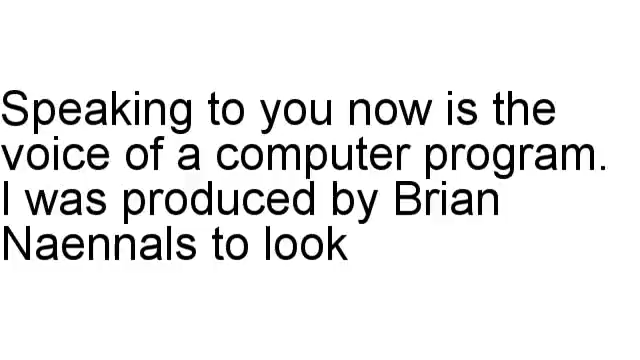 Speaking to you now is the
voice of a computer program.
I was produced by Brian
Naennals to look